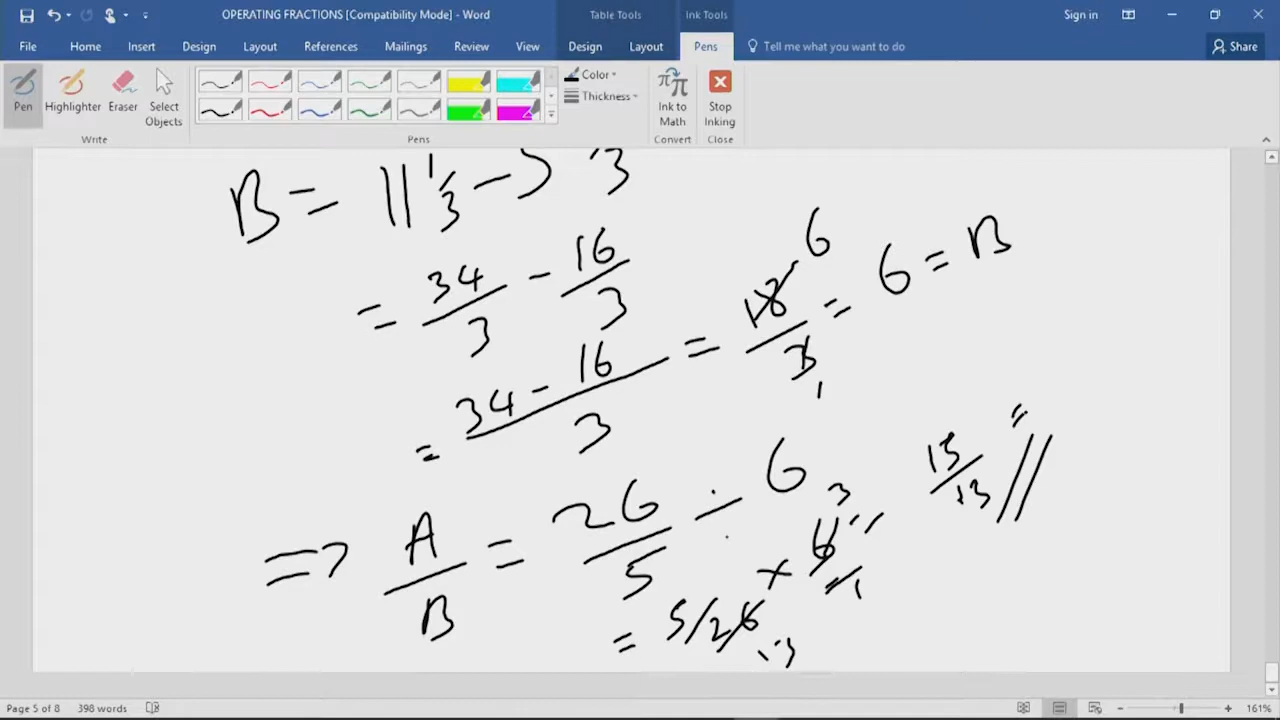 OPERATING FRACTIONS [Compatibility Mode] - Word
Table Tools
Ink Tools
Sign in
File Home Insert Design Layout References Mailings Review View Design Layout Pens Tell me what you want to do Share
Pen Highlighter Eraser Select Objects
Color
Thickness
Ink to Math
Stop Inking
Write Pens Convert Close
B = 11 1/3 - 5 1/3
= 34/3 - 16/3
= (34 - 16)/3 = 18/3 = 6 = B
6
1
=> A/B = 26/5 ÷ 6
= 5/26 × 6/1 = 15/13 //
3
13
Page 5 of 8 398 words 161%